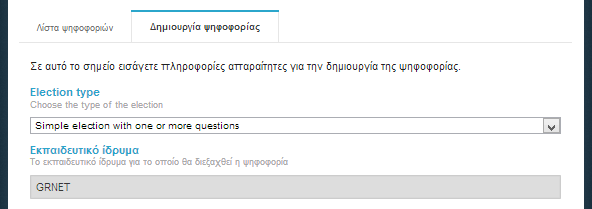 Λίστα ψηφοφοριών Δημιουργία ψηφοφορίας
Σε αυτό το σημείο εισάγετε πληροφορίες απαραίτητες για την δημιουργία της ψηφοφορίας.
Election type
Choose the type of the election
Simple election with one or more questions
Εκπαιδευτικό ίδρυμα
Το εκπαιδευτικό ίδρυμα για το οποίο θα διεξαχθεί η ψηφοφορία
GRNET